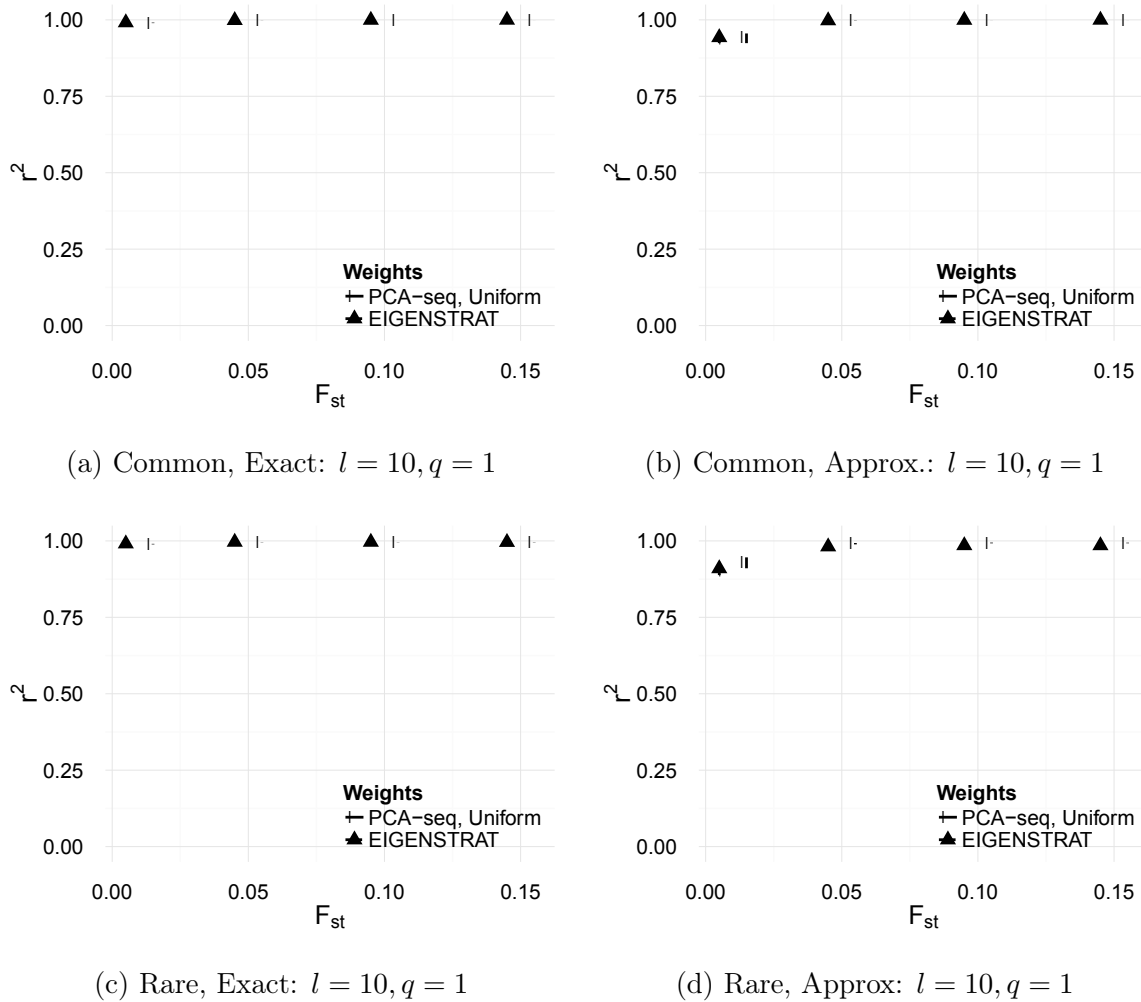 1.00
0.75
0.50
0.25
0.00
r²
Weights
PCA−seq, Uniform
EIGENSTRAT
0.00 0.05 0.10 0.15
F_st
(a) Common, Exact: l = 10, q = 1
1.00
0.75
0.50
0.25
0.00
r²
Weights
PCA−seq, Uniform
EIGENSTRAT
0.00 0.05 0.10 0.15
F_st
(b) Common, Approx.: l = 10, q = 1
1.00
0.75
0.50
0.25
0.00
r²
Weights
PCA−seq, Uniform
EIGENSTRAT
0.00 0.05 0.10 0.15
F_st
(c) Rare, Exact: l = 10, q = 1
1.00
0.75
0.50
0.25
0.00
r²
Weights
PCA−seq, Uniform
EIGENSTRAT
0.00 0.05 0.10 0.15
F_st
(d) Rare, Approx: l = 10, q = 1